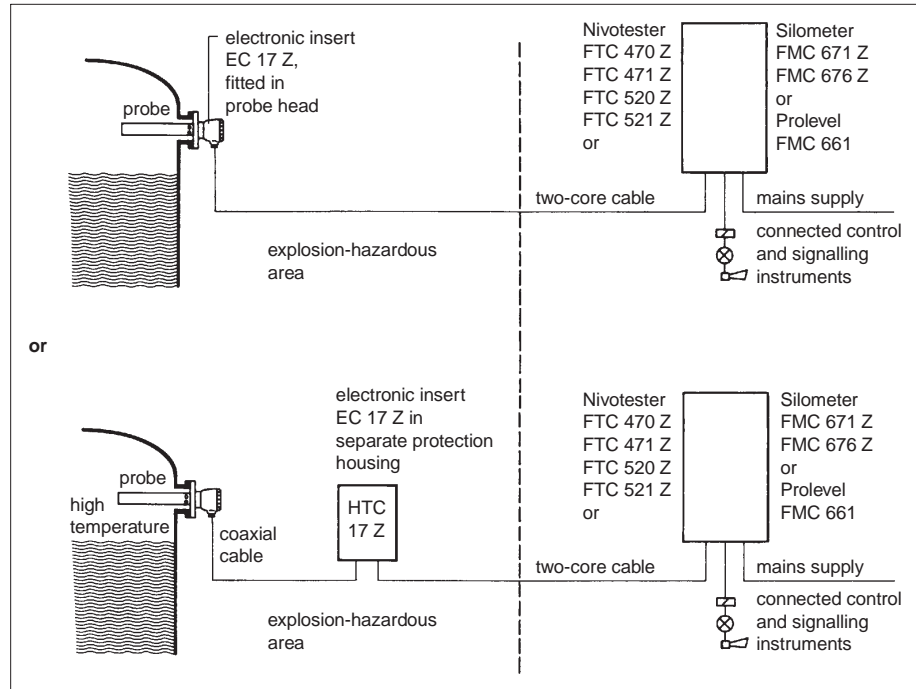 electronic insert
EC 17 Z,
fitted in
probe head
probe
explosion-hazardous
area
Nivotester
FTC 470 Z
FTC 471 Z
FTC 520 Z
FTC 521 Z
or
Silometer
FMC 671 Z
FMC 676 Z
or
Prolevel
FMC 661
two-core cable
mains supply
connected control
and signalling
instruments
or
electronic insert
EC 17 Z in
separate protection
housing
probe
high
temperature
coaxial
cable
HTC
17 Z
explosion-hazardous
area
Nivotester
FTC 470 Z
FTC 471 Z
FTC 520 Z
FTC 521 Z
or
Silometer
FMC 671 Z
FMC 676 Z
or
Prolevel
FMC 661
two-core cable
mains supply
connected control
and signalling
instruments